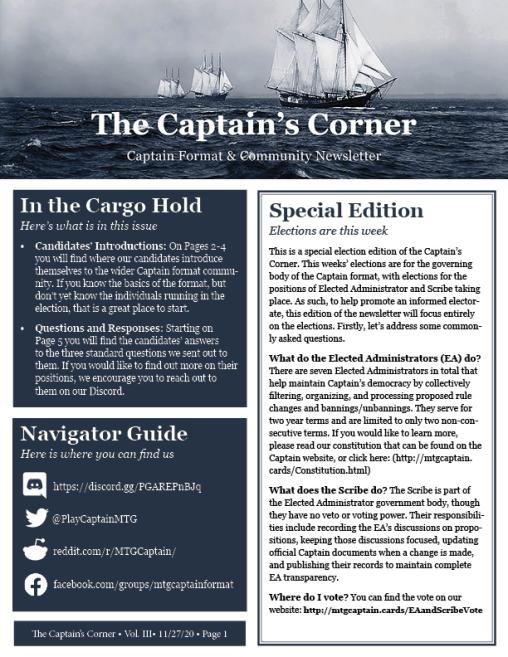 The Captain's Corner
Captain Format & Community Newsletter
In the Cargo Hold
Here's what is in this issue
• Candidates' Introductions: On Pages 2-4
you will find where our candidates introduce
themselves to the wider Captain format commu-
nity. If you know the basics of the format, but
don't yet know the individuals running in the
election, that is a great place to start.
• Questions and Responses: Starting on
Page 5 you will find the candidates' answers
to the three standard questions we sent out to
them. If you would like to find out more on their
positions, we encourage you to reach out to
them on our Discord.
Navigator Guide
Here is where you can find us
https://discord.gg/PGAREPnBJq
@PlayCaptainMTG
reddit.com/r/MTGCaptain/
facebook.com/groups/mtgcaptainformat
The Captain's Corner • Vol. III• 11/27/20 • Page 1
Special Edition
Elections are this week
This is a special election edition of the Captain's
Corner. This weeks' elections are for the governing
body of the Captain format, with elections for the
positions of Elected Administrator and Scribe taking
place. As such, to help promote an informed elector-
ate, this edition of the newsletter will focus entirely
on the elections. Firstly, let's address some common-
ly asked questions.
What do the Elected Administrators (EA) do?
There are seven Elected Administrators in total that
help maintain Captain's democracy by collectively
filtering, organizing, and processing proposed rule
changes and bannings/unbannings. They serve for
two year terms and are limited to only two non-con-
secutive terms. If you would like to learn more,
please read our constitution that can be found on the
Captain website, or click here: (http://mtgcaptain.
cards/Constitution.html)
What does the Scribe do? The Scribe is part of
the Elected Administrator government body, though
they have no veto or voting power. Their responsibili-
ties include recording the EA's discussions on propo-
sitions, keeping those discussions focused, updating
official Captain documents when a change is made,
and publishing their records to maintain complete
EA transparency.
Where do I vote? You can find the vote on our
website: http://mtgcaptain.cards/EAandScribeVote